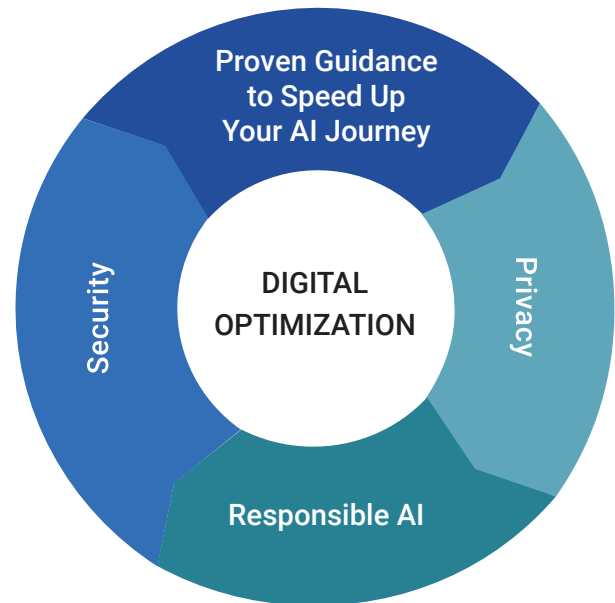 Proven Guidance
to Speed Up
Your AI Journey
Privacy
Responsible AI
Security
DIGITAL
OPTIMIZATION